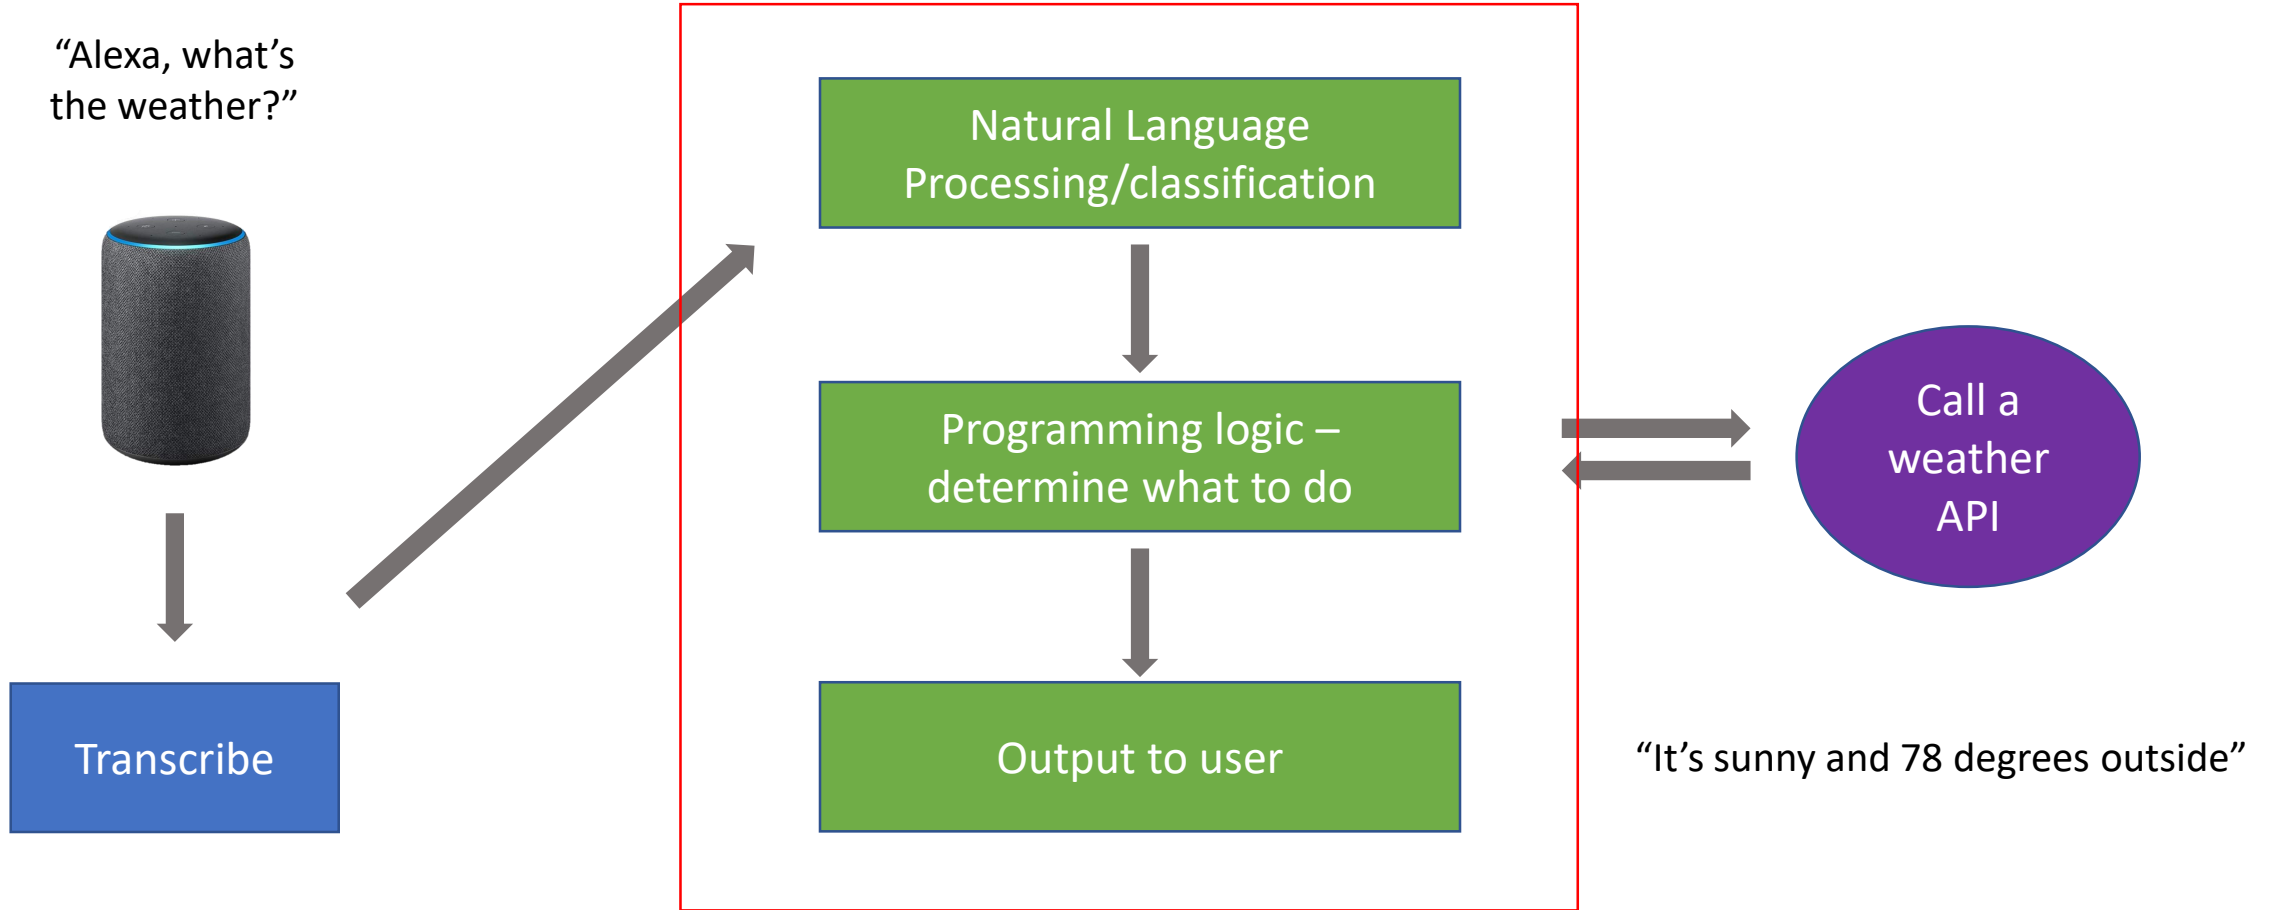 “Alexa, what’s
the weather?”
Transcribe
Natural Language
Processing/classification
Programming logic –
determine what to do
Output to user
Call a
weather
API
“It’s sunny and 78 degrees outside”